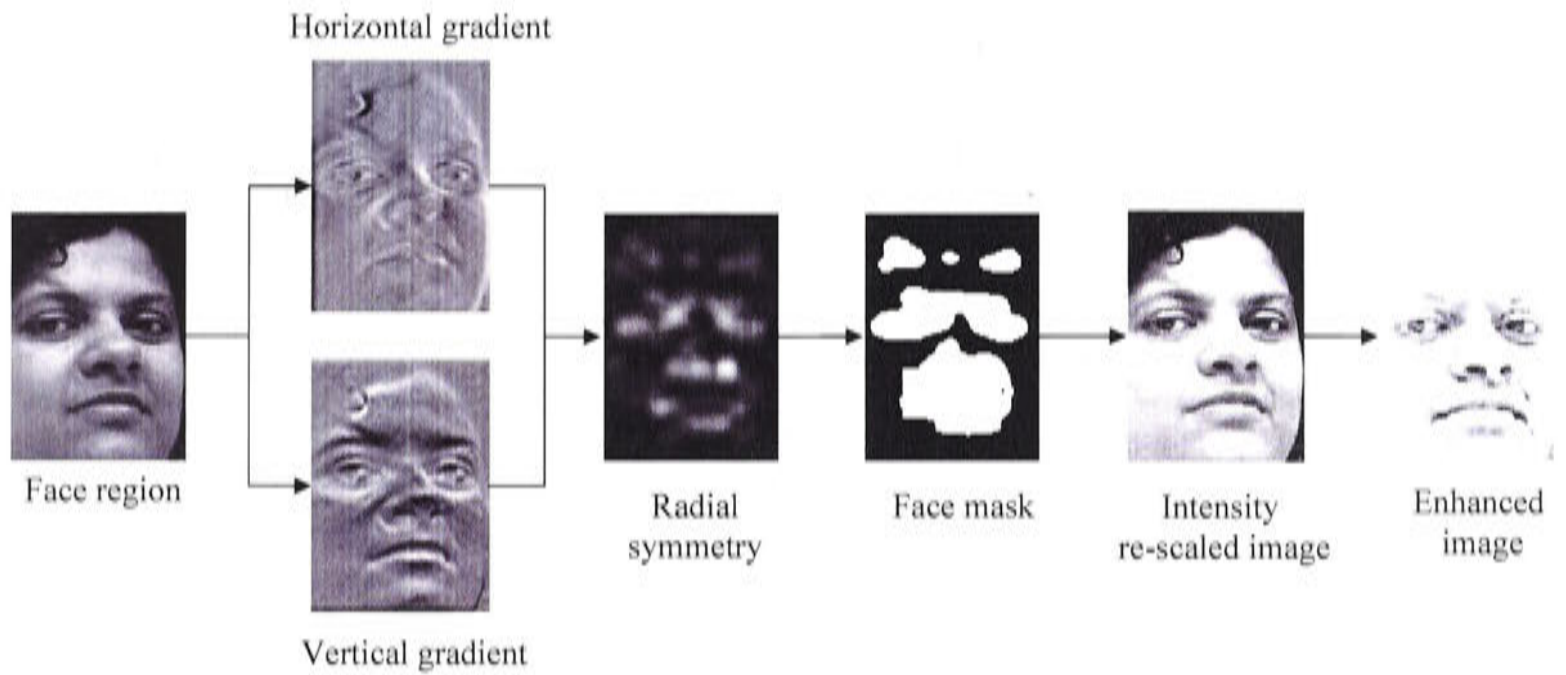 Horizontal gradient
Face region
Vertical gradient
Radial
symmetry
Face mask
Intensity
re-scaled image
Enhanced
image